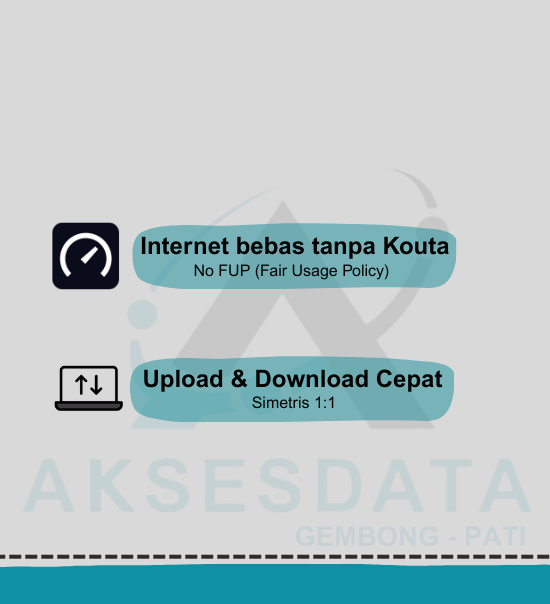 Internet bebas tanpa Kouta
No FUP (Fair Usage Policy)
Upload & Download Cepat
Simetris 1:1
AKSESDATA
GEMBONG - PATI